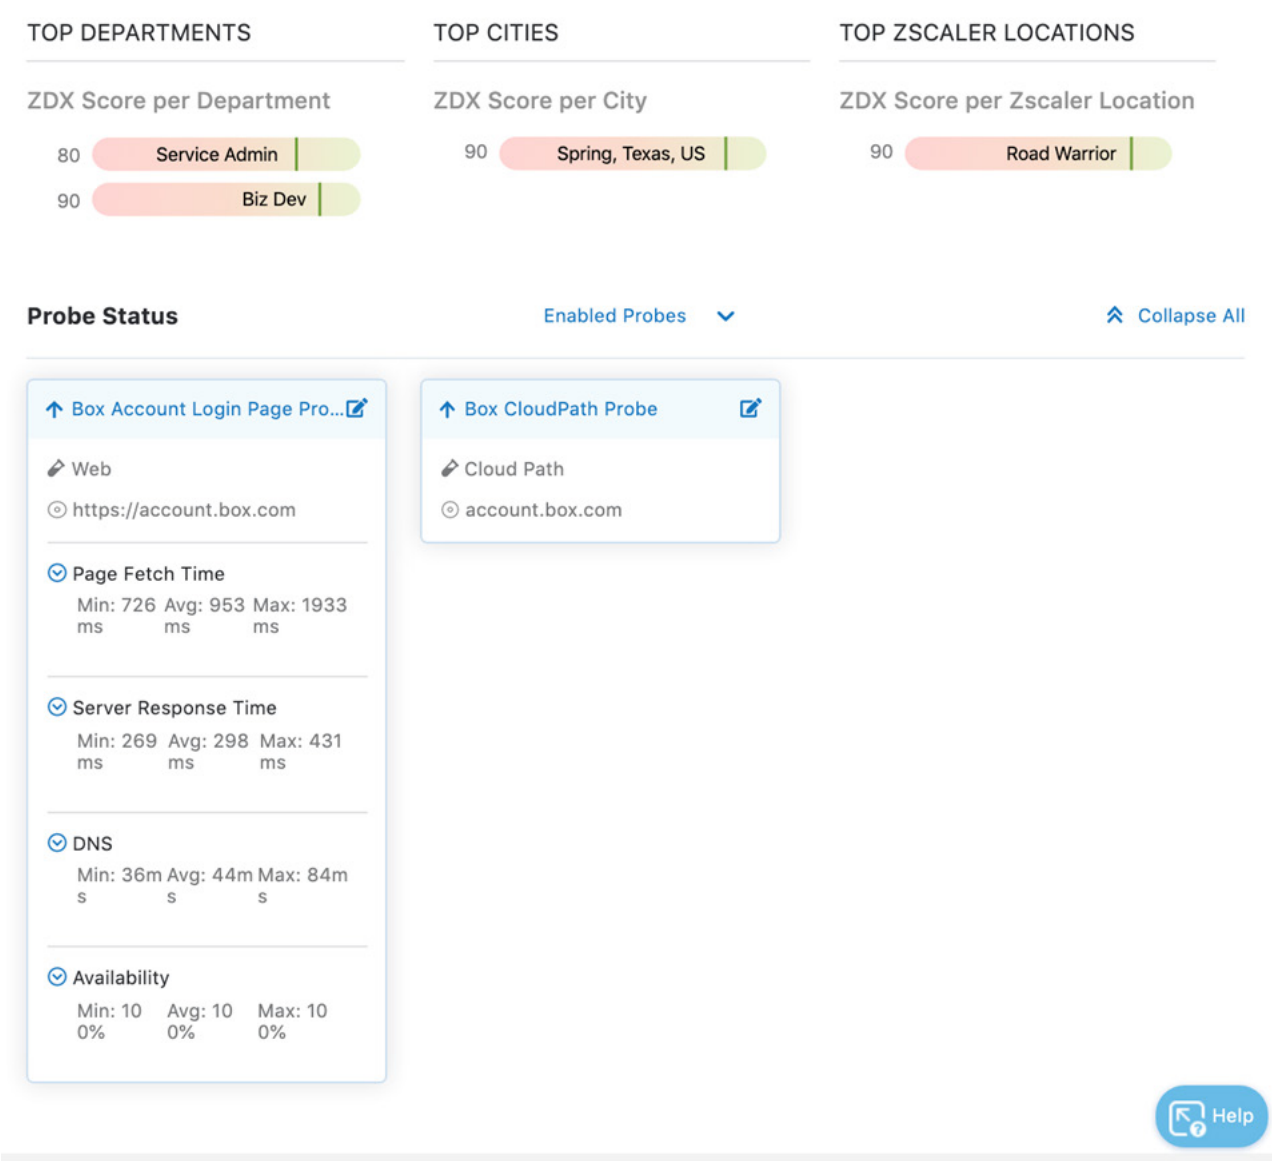 TOP DEPARTMENTS
TOP CITIES
TOP ZSCALER LOCATIONS
ZDX Score per Department
ZDX Score per City
ZDX Score per Zscaler Location
80 Service Admin
90 Biz Dev
90 Spring, Texas, US
90 Road Warrior
Probe Status
Enabled Probes
Collapse All
Box Account Login Page Pro...
Web
https://account.box.com
Page Fetch Time
Min: 726 Avg: 953 Max: 1933
ms ms ms
Server Response Time
Min: 269 Avg: 298 Max: 431
ms ms ms
DNS
Min: 36m Avg: 44m Max: 84m
s s s
Availability
Min: 10 Avg: 10 Max: 10
0% 0% 0%
Box CloudPath Probe
Cloud Path
account.box.com
Help